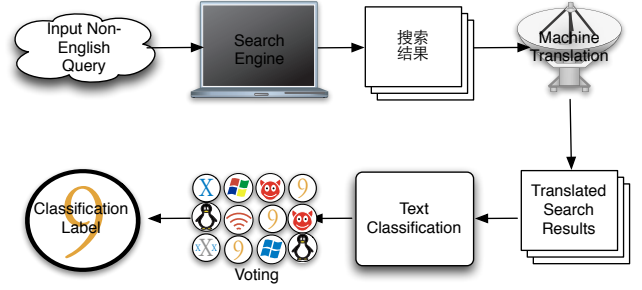 Input Non-
English
Query
Search
Engine
搜索
结果
Machine
Translation
Translated
Search
Results
Text
Classification
X
9
9
XXx
9
Voting
9
Classification
Label